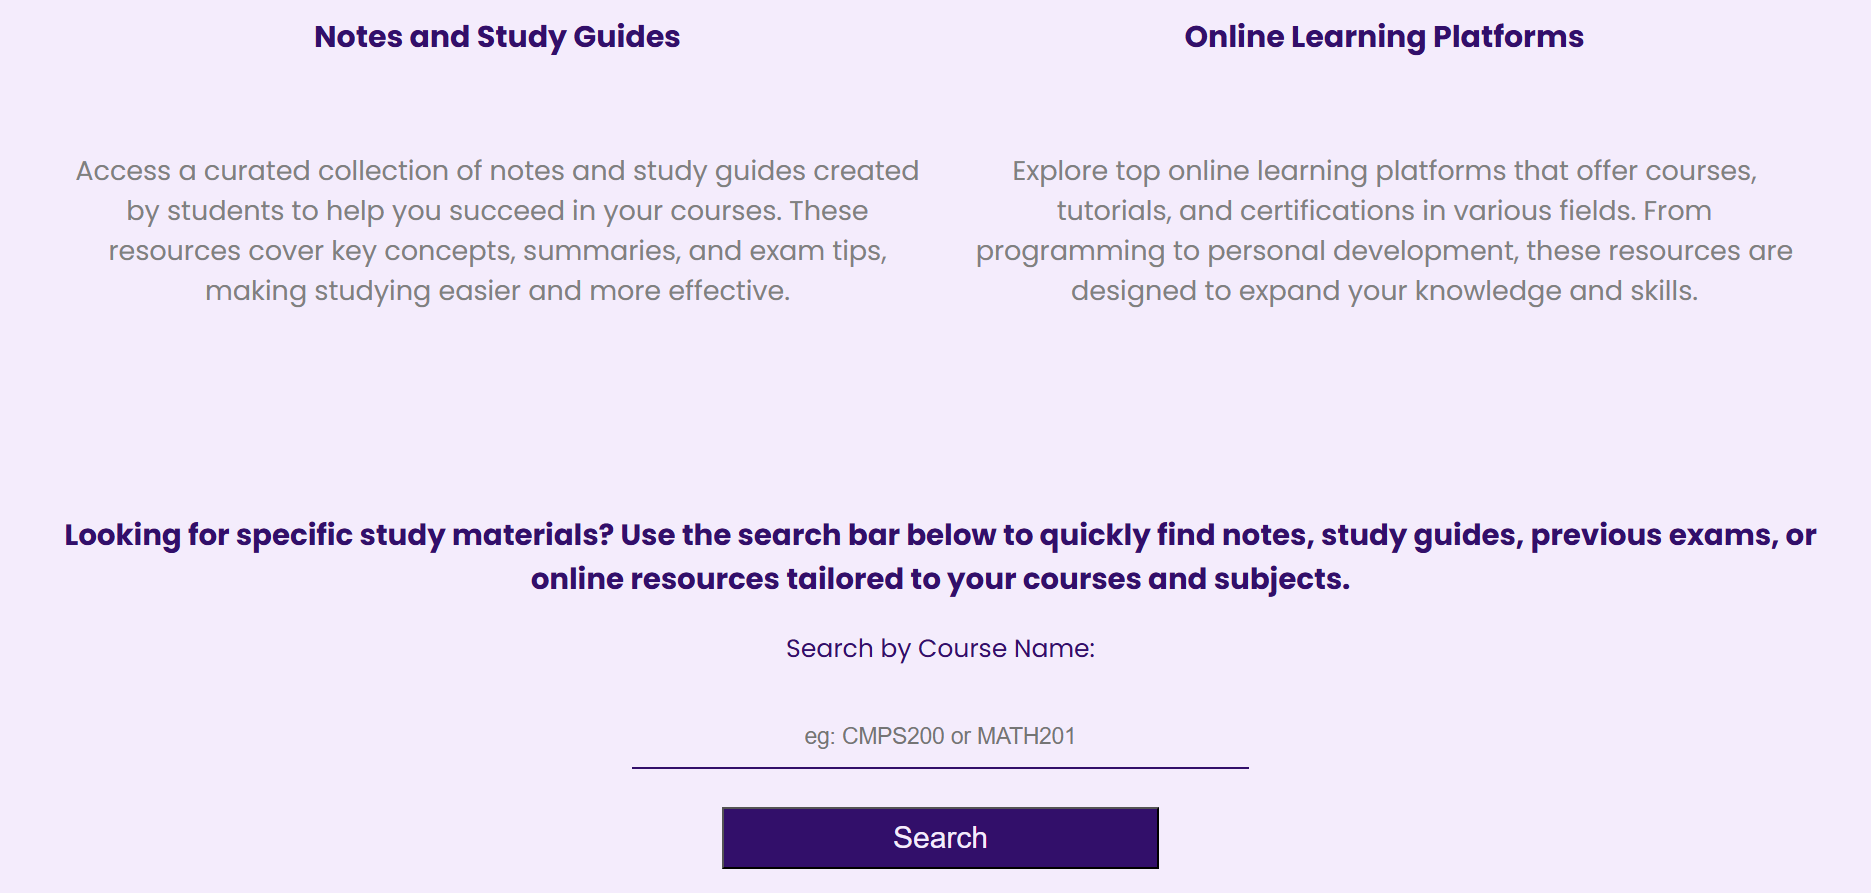 Notes and Study Guides
Access a curated collection of notes and study guides created
by students to help you succeed in your courses. These
resources cover key concepts, summaries, and exam tips,
making studying easier and more effective.
Online Learning Platforms
Explore top online learning platforms that offer courses,
tutorials, and certifications in various fields. From
programming to personal development, these resources are
designed to expand your knowledge and skills.
Looking for specific study materials? Use the search bar below to quickly find notes, study guides, previous exams, or
online resources tailored to your courses and subjects.
Search by Course Name:
eg: CMPS200 or MATH201
Search